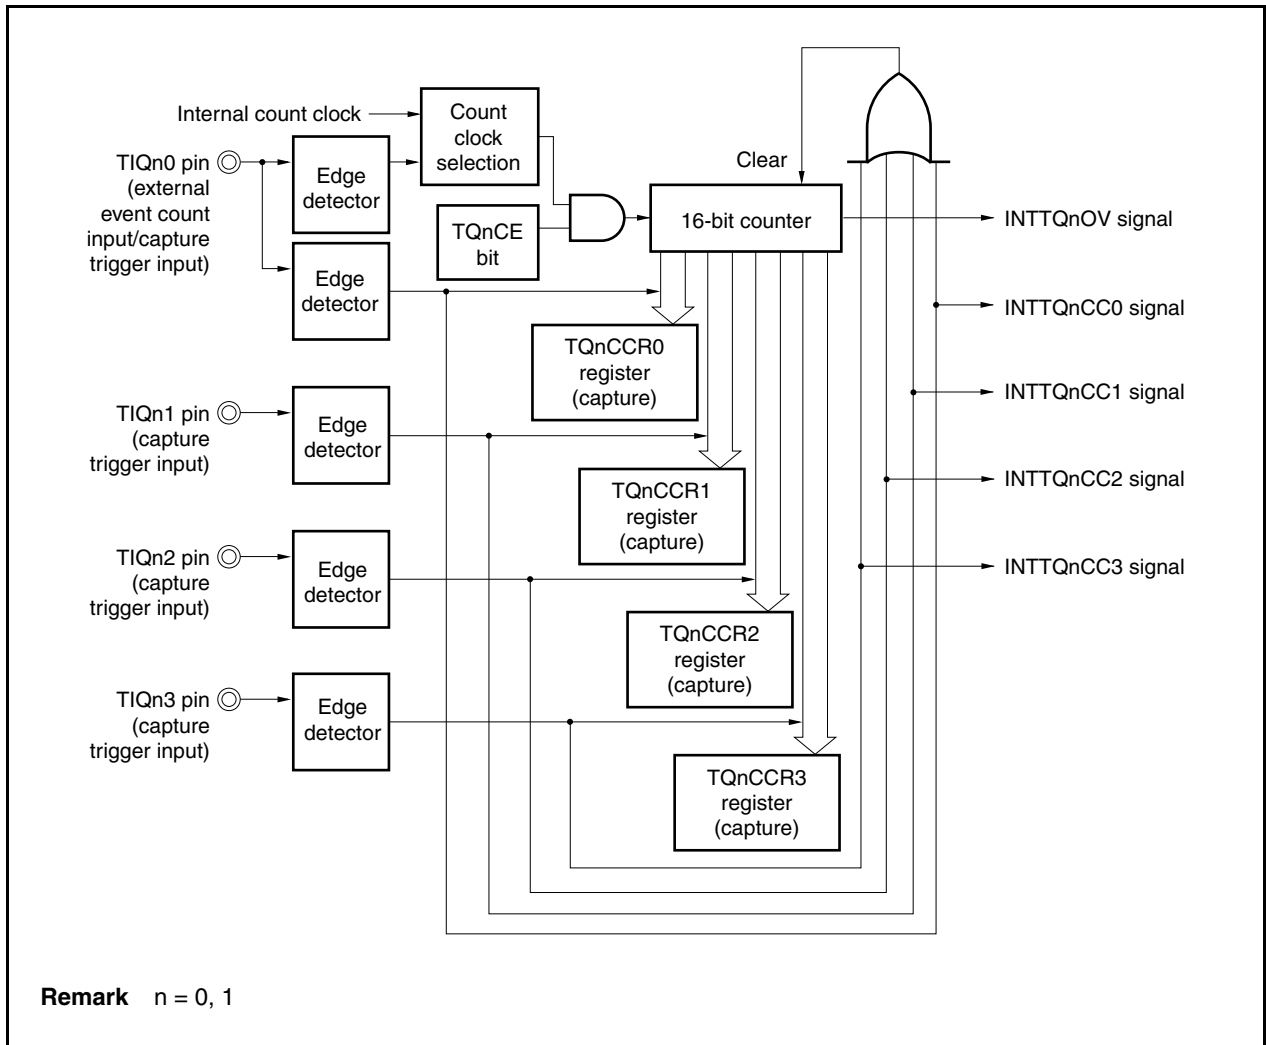 Internal count clock
Count
clock
selection
TIQn0 pin
(external
event count
input/capture
trigger input)
Edge
detector
Edge
detector
TQnCE
bit
Clear
16-bit counter
INTTQnOV signal
INTTQnCC0 signal
TQnCCR0
register
(capture)
INTTQnCC1 signal
TIQn1 pin
(capture
trigger input)
Edge
detector
TQnCCR1
register
(capture)
INTTQnCC2 signal
TIQn2 pin
(capture
trigger input)
Edge
detector
INTTQnCC3 signal
TQnCCR2
register
(capture)
TIQn3 pin
(capture
trigger input)
Edge
detector
TQnCCR3
register
(capture)
Remark n = 0, 1